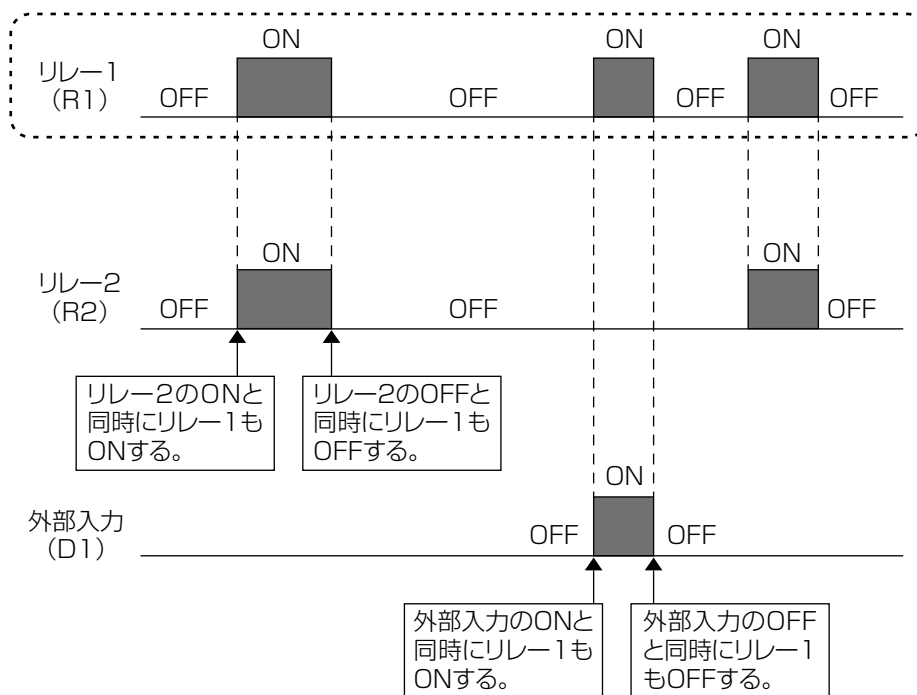 ON
ON
ON
リレー1
(R1)
OFF
OFF
OFF
OFF
ON
ON
リレー2
(R2)
OFF
OFF
OFF
リレー2のONと
同時にリレー1も
ONする。
リレー2のOFFと
同時にリレー1も
OFFする。
ON
外部入力
(D1)
OFF
OFF
外部入力のONと
同時にリレー1も
ONする。
外部入力のOFF
と同時にリレー1
もOFFする。